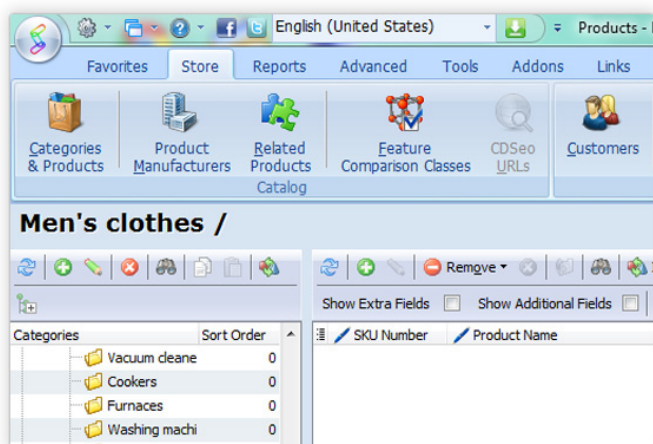 English (United States)
Products -
Favorites Store Reports Advanced Tools Addons Links
Categories & Products
Product Manufacturers
Related Products
Feature Comparison Classes
CDSeo URLs
Customers
Catalog
Men's clothes /
Remove
Show Extra Fields Show Additional Fields
Categories Sort Order SKU Number Product Name
Vacuum cleane 0
Cookers 0
Furnaces 0
Washing machi 0